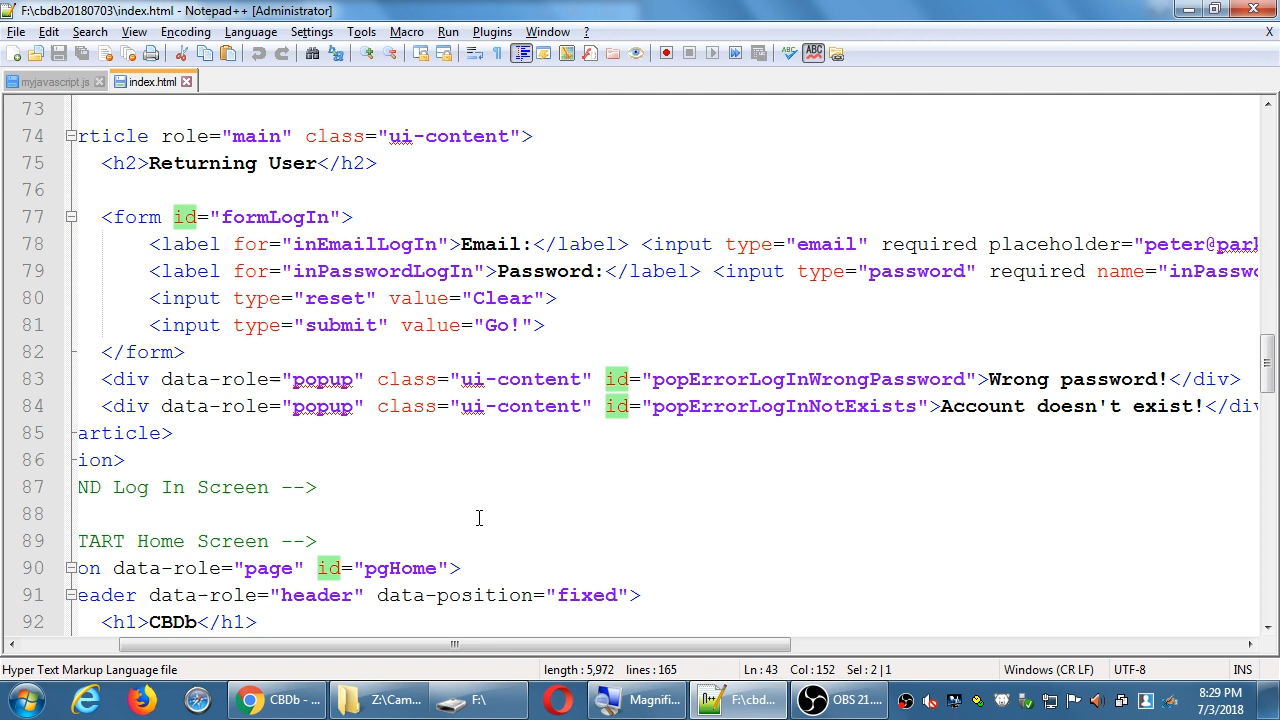 F:\cbdb20180703\index.html - Notepad++ [Administrator]
File Edit Search View Encoding Language Settings Tools Macro Run Plugins Window ? X
myjavascript.js index.html
73
74 rticle role="main" class="ui-content">
75 <h2>Returning User</h2>
76
77 <form id="formLogIn">
78 <label for="inEmailLogIn">Email:</label> <input type="email" required placeholder="peter@park
79 <label for="inPasswordLogIn">Password:</label> <input type="password" required name="inPasswo
80 <input type="reset" value="Clear">
81 <input type="submit" value="Go!">
82 </form>
83 <div data-role="popup" class="ui-content" id="popErrorLogInWrongPassword">Wrong password!</div>
84 <div data-role="popup" class="ui-content" id="popErrorLogInNotExists">Account doesn't exist!</div
85 article>
86 ion>
87 ND Log In Screen -->
88
89 TART Home Screen -->
90 on data-role="page" id="pgHome">
91 eader data-role="header" data-position="fixed">
92 <h1>CBDb</h1>
Hyper Text Markup Language file length : 5,972 lines : 165 Ln : 43 Col : 152 Sel : 2 | 1 Windows (CR LF) UTF-8 INS
CBDb - ... Z:\Cam... F:\ Magnifi... F:\cbd... OBS 21.... 8:29 PM
7/3/2018